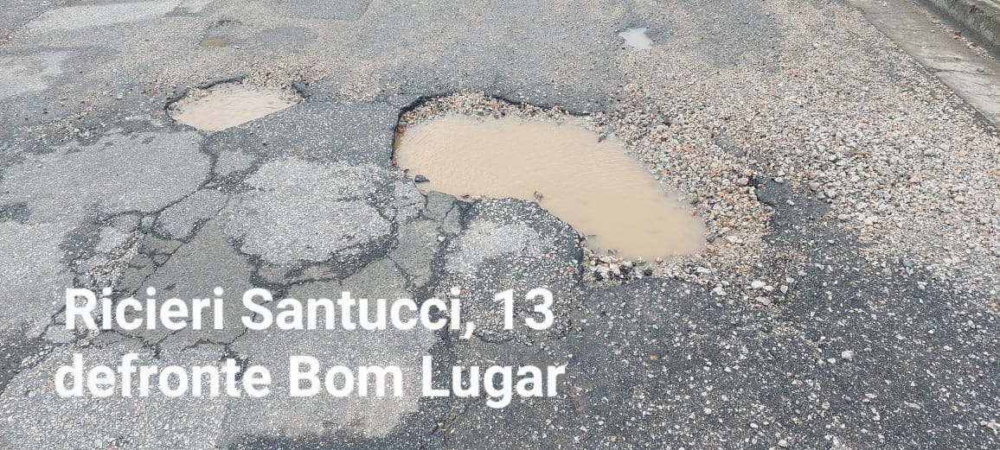 Ricieri Santucci, 13
defronte Bom Lugar